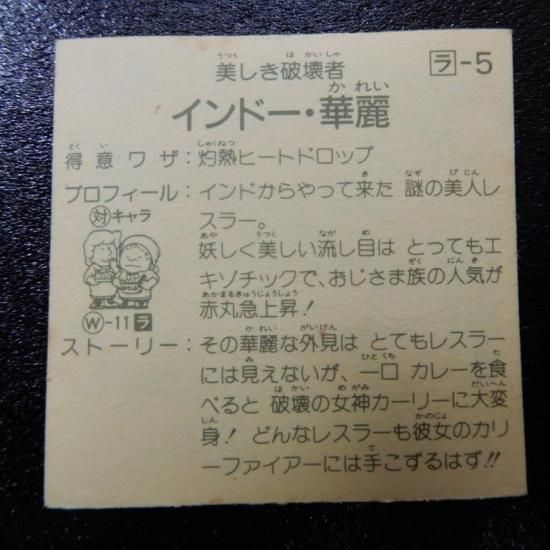 美しき破壊者
ラ-5
インドー・華麗
得意ワザ：灼熱ヒートドロップ
プロフィール：インドからやって来た 謎の美人レ
スラー。
対キャラ
妖しく美しい流し目は とってもエ
キゾチックで、おじさま族の人気が
赤丸急上昇！
W-11ラ
ストーリー：その華麗な外見は とてもレスラー
には見えないが、一口 カレーを食
べると 破壊の女神カーリーに大変
身！ どんなレスラーも彼女のカリ
ーファイアーには手こずるはず!!